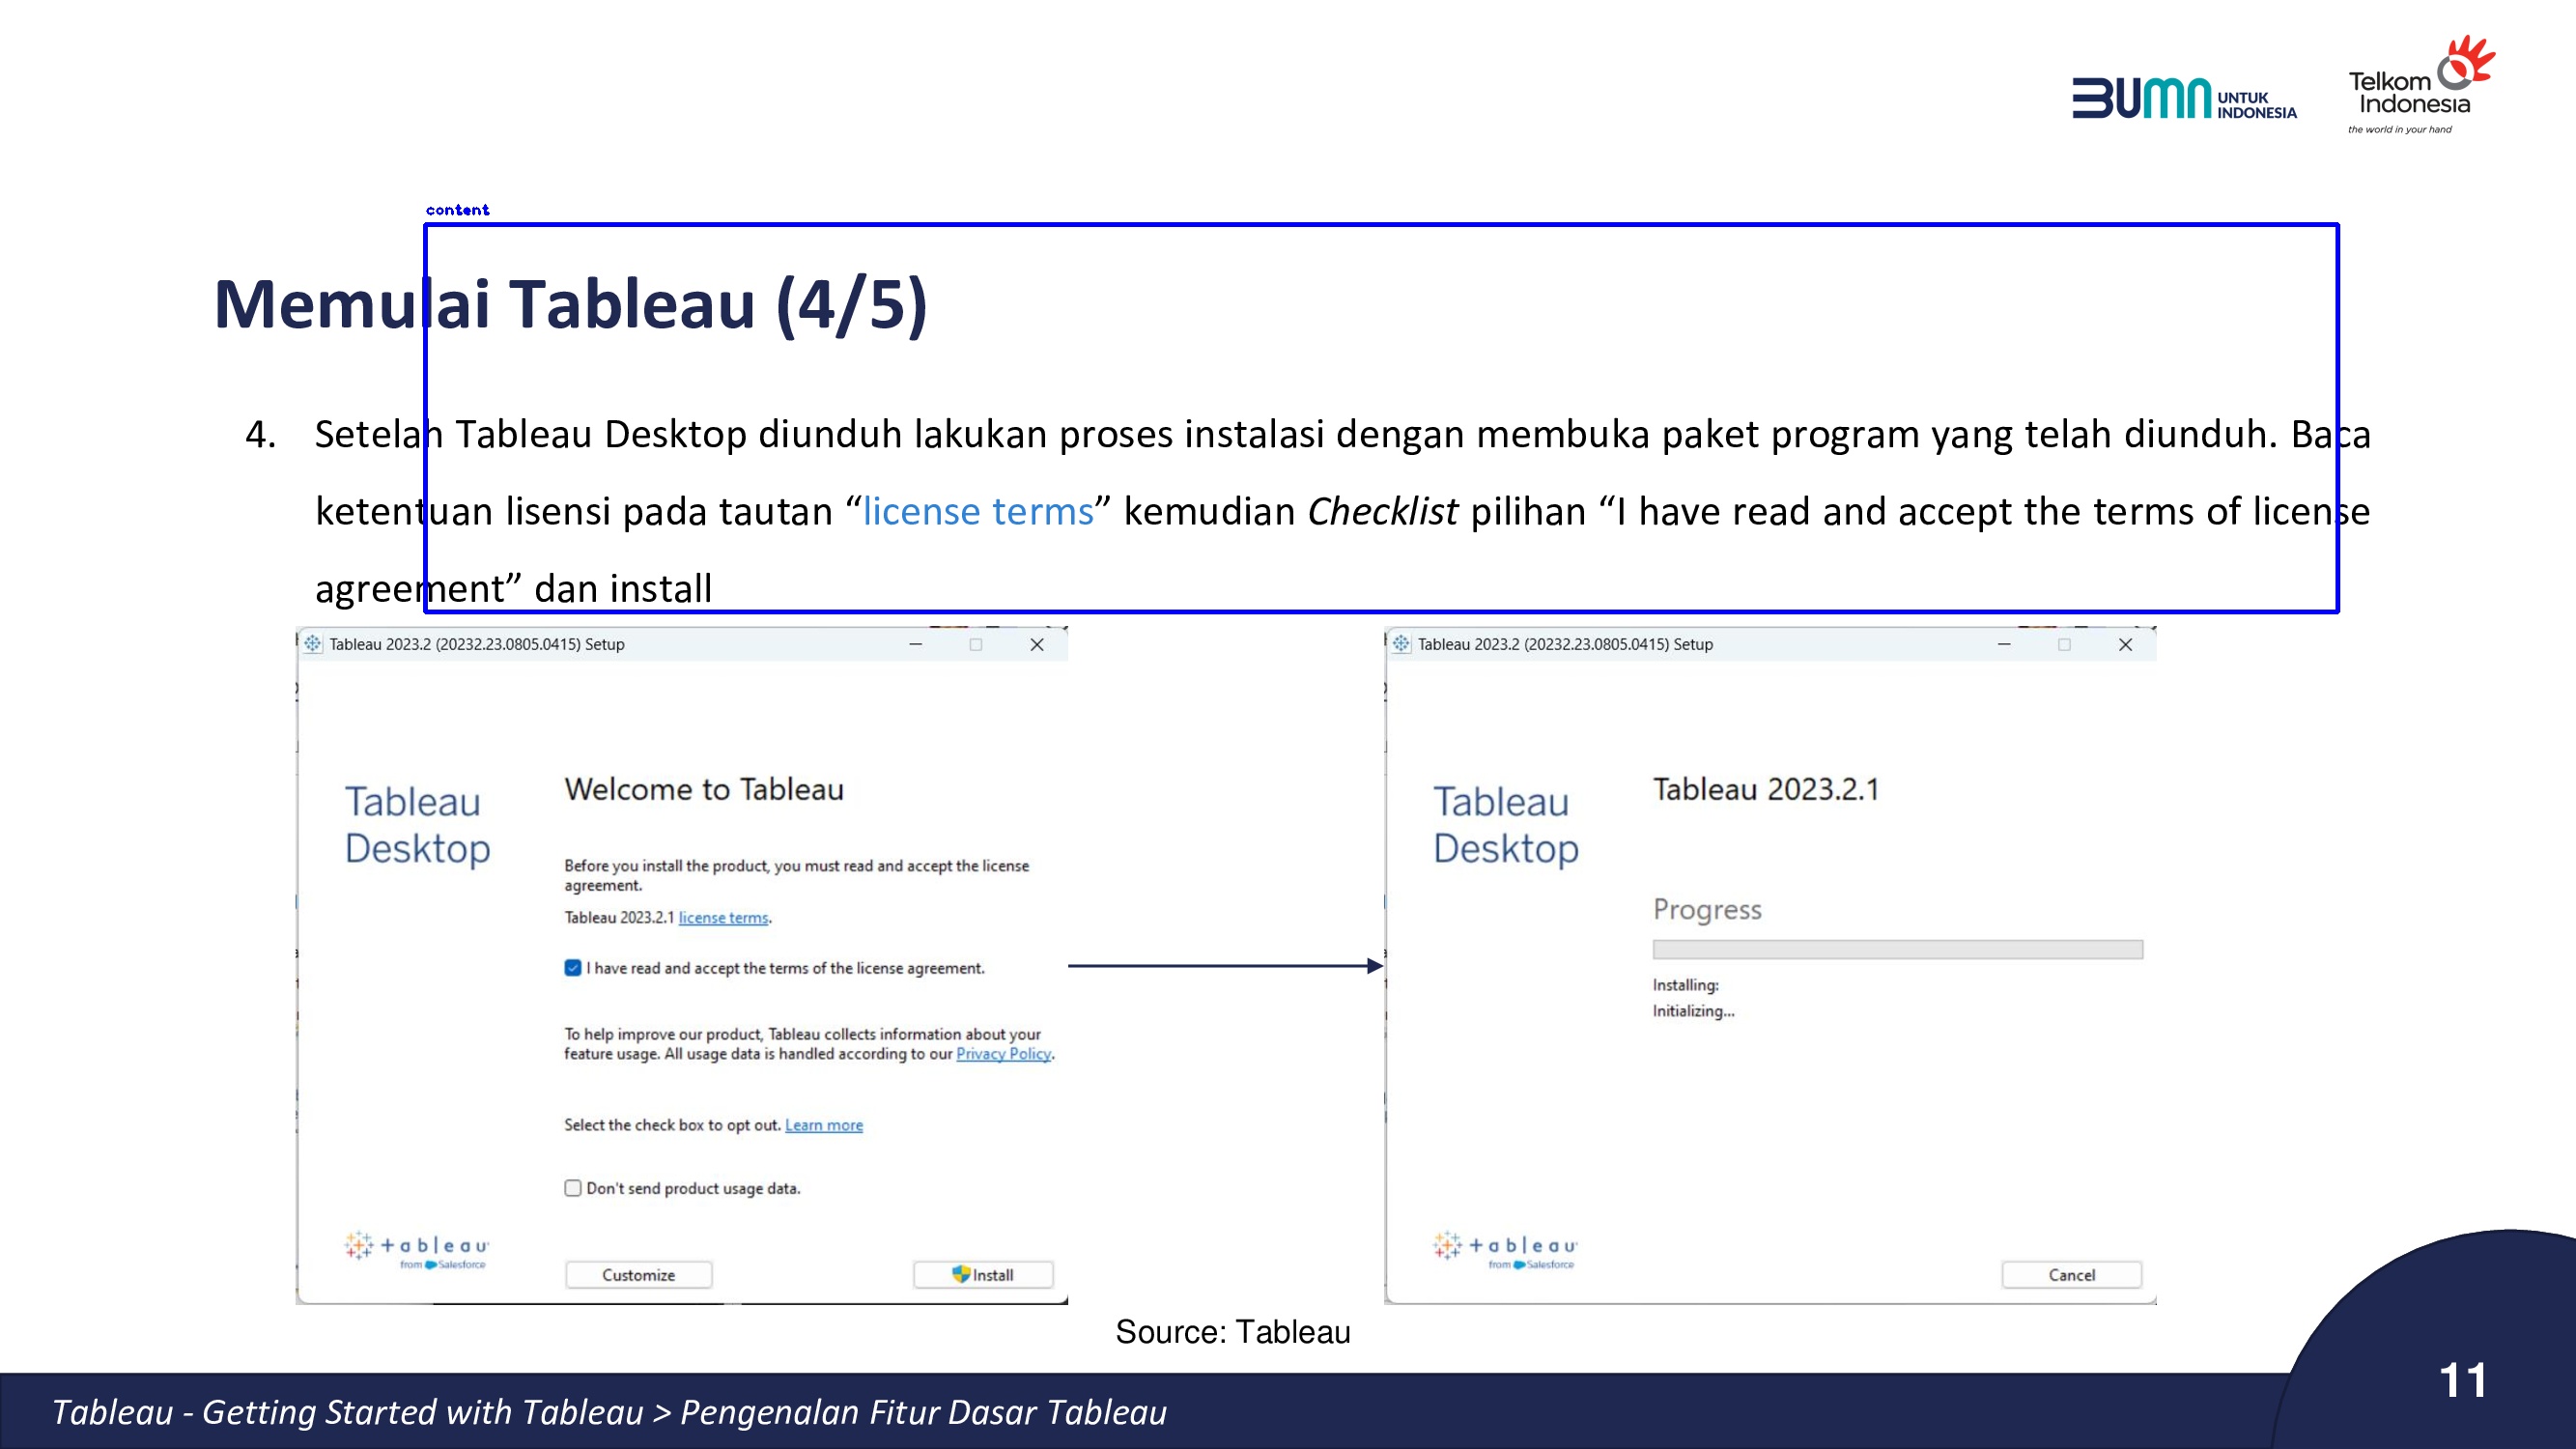 BUMN UNTUK INDONESIA
Telkom Indonesia
the world in your hand
content
Memulai Tableau (4/5)
4. Setelah Tableau Desktop diunduh lakukan proses instalasi dengan membuka paket program yang telah diunduh. Baca
ketentuan lisensi pada tautan “license terms” kemudian Checklist pilihan “I have read and accept the terms of license
agreement” dan install
Tableau 2023.2 (20232.23.0805.0415) Setup
Tableau Desktop
Welcome to Tableau
Before you install the product, you must read and accept the license
agreement.
Tableau 2023.2.1 license terms.
I have read and accept the terms of the license agreement.
To help improve our product, Tableau collects information about your
feature usage. All usage data is handled according to our Privacy Policy.
Select the check box to opt out. Learn more
Don't send product usage data.
+ableau
from Salesforce
Customize
Install
Tableau 2023.2 (20232.23.0805.0415) Setup
Tableau Desktop
Tableau 2023.2.1
Progress
Installing:
Initializing...
+ableau
from Salesforce
Cancel
Source: Tableau
Tableau - Getting Started with Tableau > Pengenalan Fitur Dasar Tableau
11